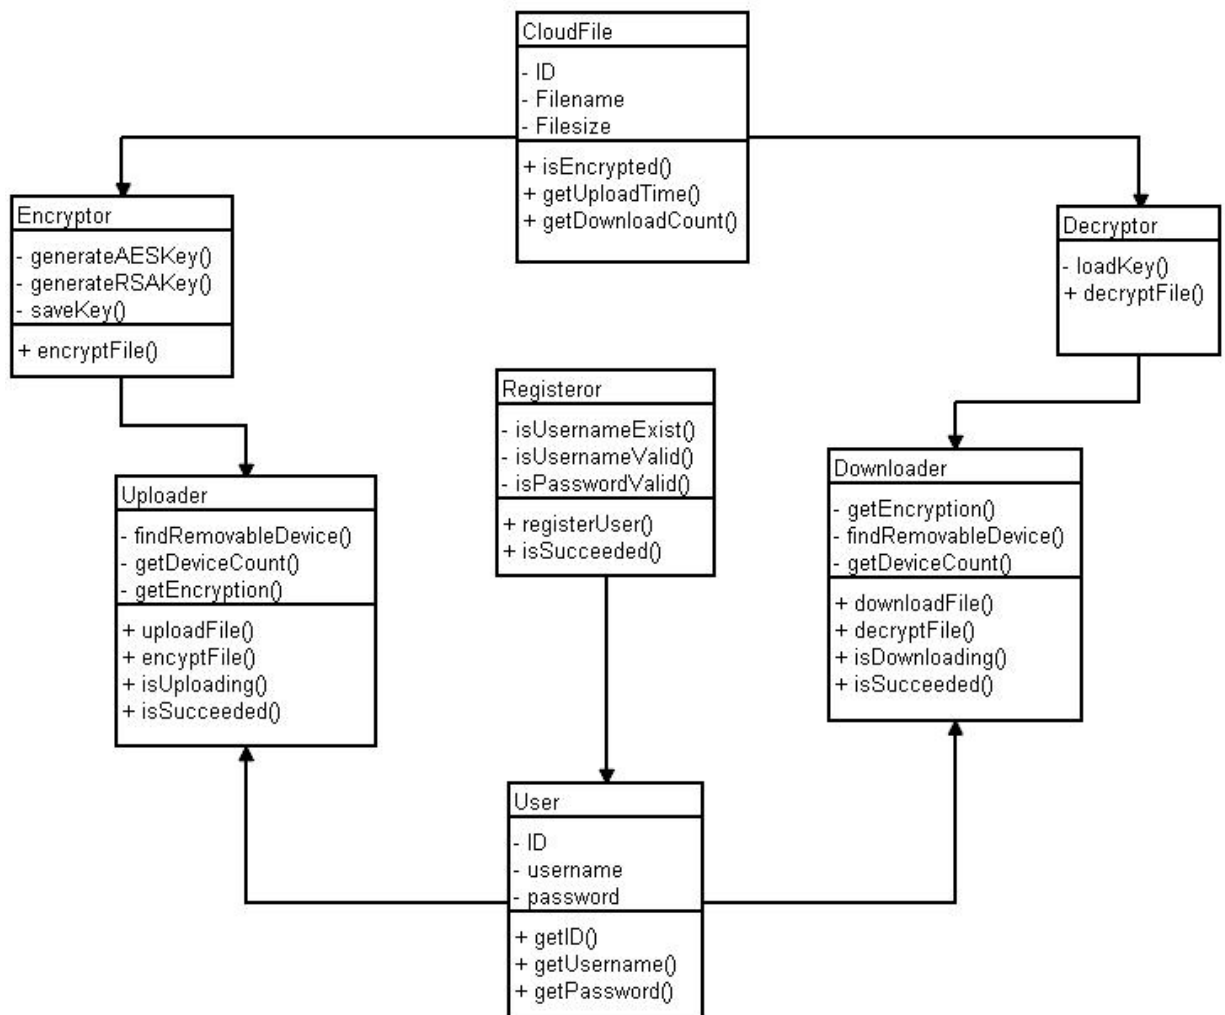 CloudFile
- ID
- Filename
- Filesize
+ isEncrypted()
+ getUploadTime()
+ getDownloadCount()
Encryptor
- generateAESKey()
- generateRSAKey()
- saveKey()
+ encryptFile()
Decryptor
- loadKey()
+ decryptFile()
Registeror
- isUsernameExist()
- isUsernameValid()
- isPasswordValid()
+ registerUser()
+ isSucceeded()
Uploader
- findRemovableDevice()
- getDeviceCount()
- getEncryption()
+ uploadFile()
+ encyptFile()
+ isUploading()
+ isSucceeded()
Downloader
- getEncryption()
- findRemovableDevice()
- getDeviceCount()
+ downloadFile()
+ decryptFile()
+ isDownloading()
+ isSucceeded()
User
- ID
- username
- password
+ getID()
+ getUsername()
+ getPassword()